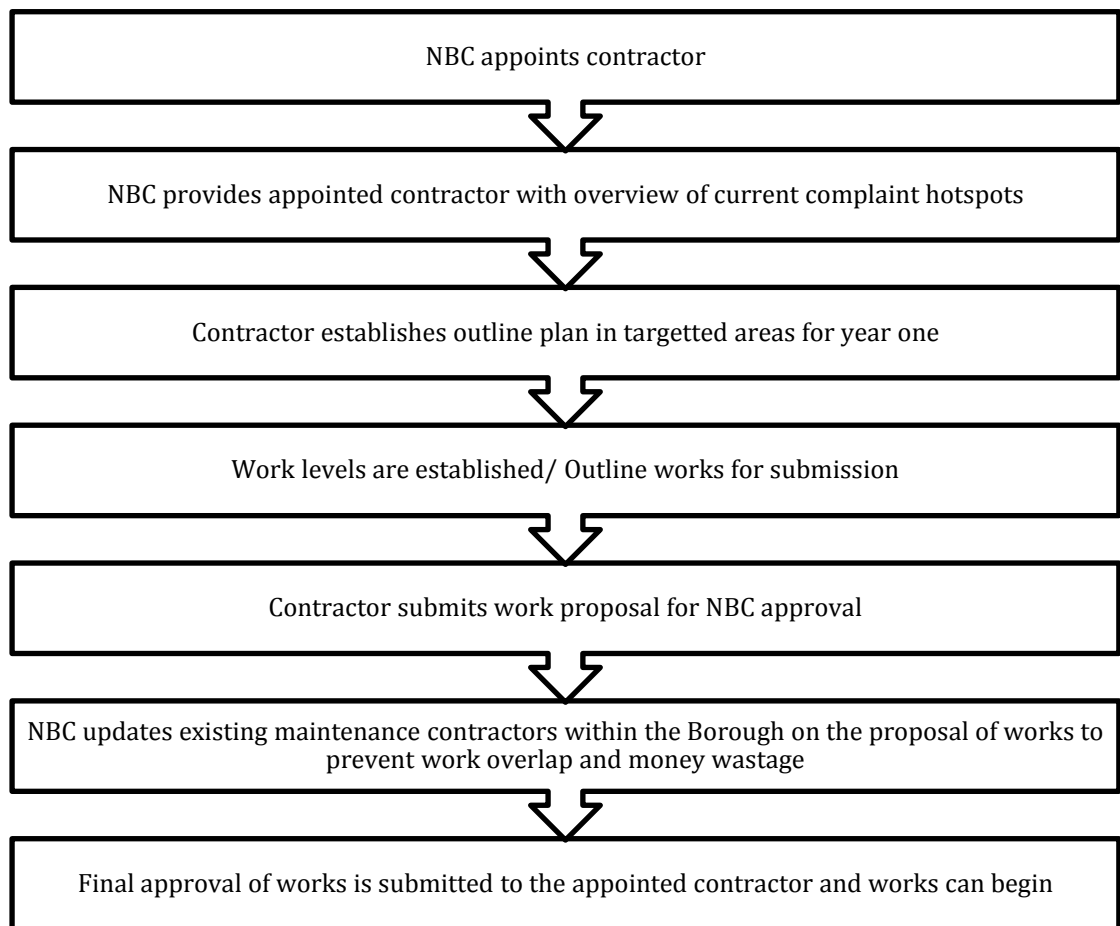 NBC appoints contractor
NBC provides appointed contractor with overview of current complaint hotspots
Contractor establishes outline plan in targetted areas for year one
Work levels are established/ Outline works for submission
Contractor submits work proposal for NBC approval
NBC updates existing maintenance contractors within the Borough on the proposal of works to
prevent work overlap and money wastage
Final approval of works is submitted to the appointed contractor and works can begin